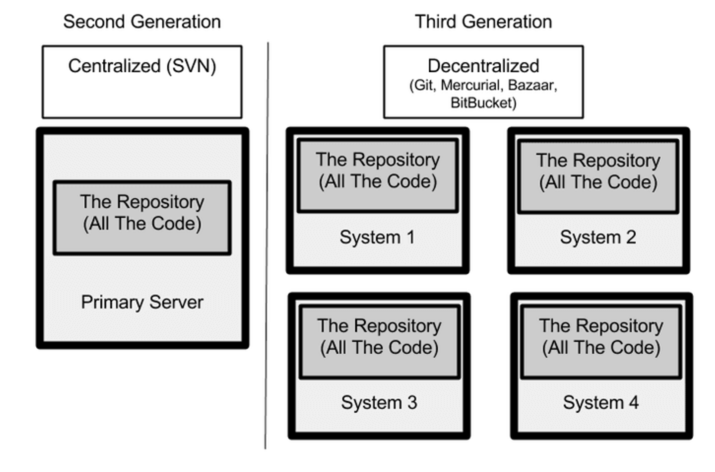 Second Generation
Third Generation
Centralized (SVN)
Decentralized
(Git, Mercurial, Bazaar,
BitBucket)
The Repository
(All The Code)
Primary Server
The Repository
(All The Code)
System 1
The Repository
(All The Code)
System 2
The Repository
(All The Code)
System 3
The Repository
(All The Code)
System 4